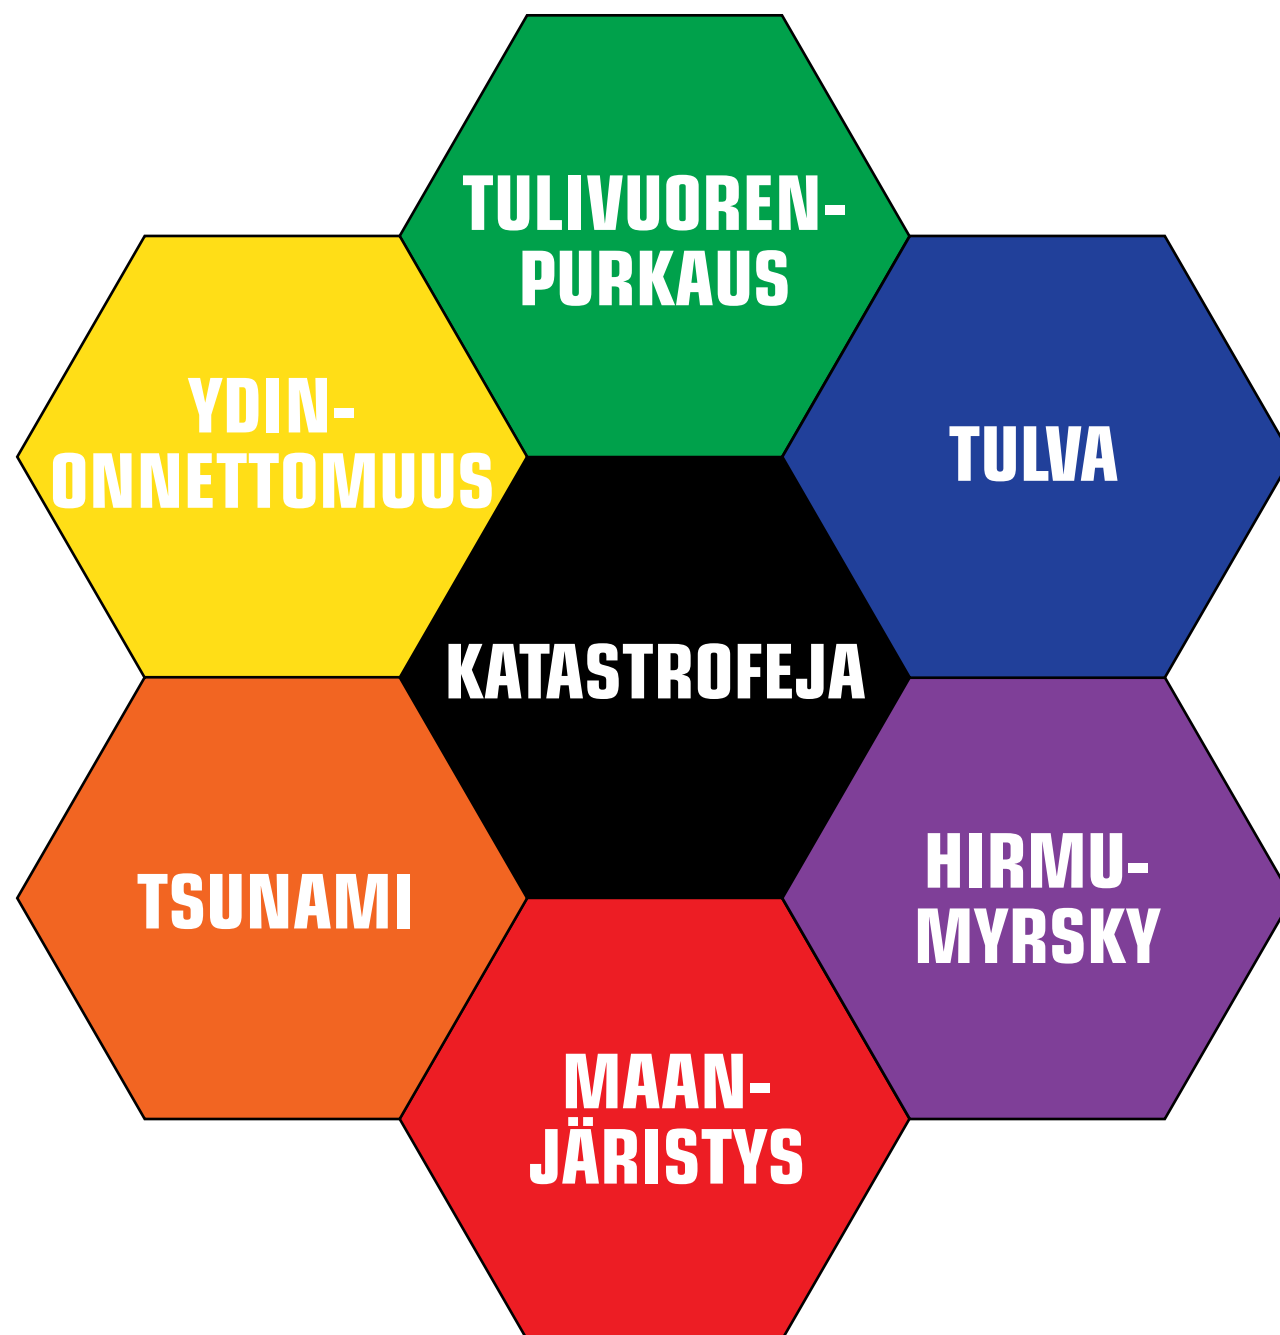 TULIVUOREN-
PURKAUS
YDIN-
ONNETTOMUUS
TULVA
KATASTROFEJA
TSUNAMI
HIRMU-
MYRSKY
MAAN-
JÄRISTYS